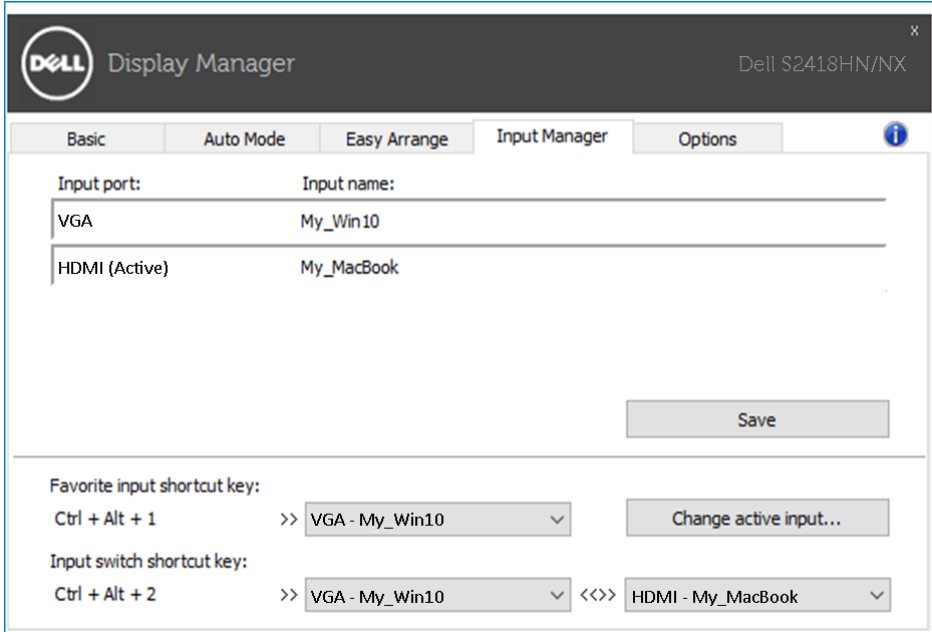 DELL Display Manager
x
Dell S2418HN/NX
Basic Auto Mode Easy Arrange Input Manager Options i
Input port: Input name:
VGA My_Win10
HDMI (Active) My_MacBook
Save
Favorite input shortcut key:
Ctrl + Alt + 1 >> VGA - My_Win10 Change active input...
Input switch shortcut key:
Ctrl + Alt + 2 >> VGA - My_Win10 <<>> HDMI - My_MacBook